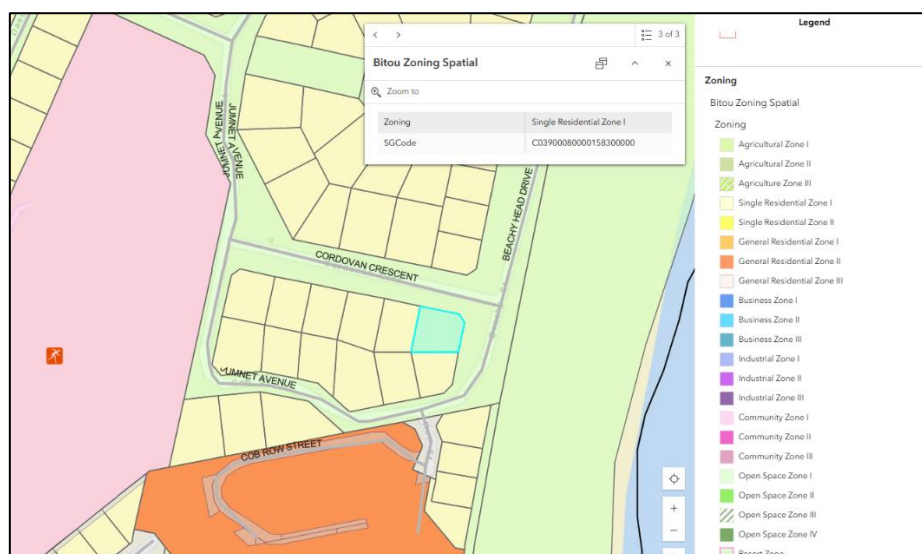 Legend
3 of 3
Bitou Zoning Spatial
Zoom to
Zoning Single Residential Zone I
SGCode C03900080000158300000
JUMNET AVENUE
JUMNET AVENUE
BEACHY HEAD DRIVE
CORDOVAN CRESCENT
JUMNET AVENUE
COB ROW STREET
Zoning
Bitou Zoning Spatial
Zoning
Agricultural Zone I
Agricultural Zone II
Agriculture Zone III
Single Residential Zone I
Single Residential Zone II
General Residential Zone I
General Residential Zone II
General Residential Zone III
Business Zone I
Business Zone II
Business Zone III
Industrial Zone I
Industrial Zone II
Industrial Zone III
Community Zone I
Community Zone II
Community Zone III
Open Space Zone I
Open Space Zone II
Open Space Zone III
Open Space Zone IV
Resort Zone